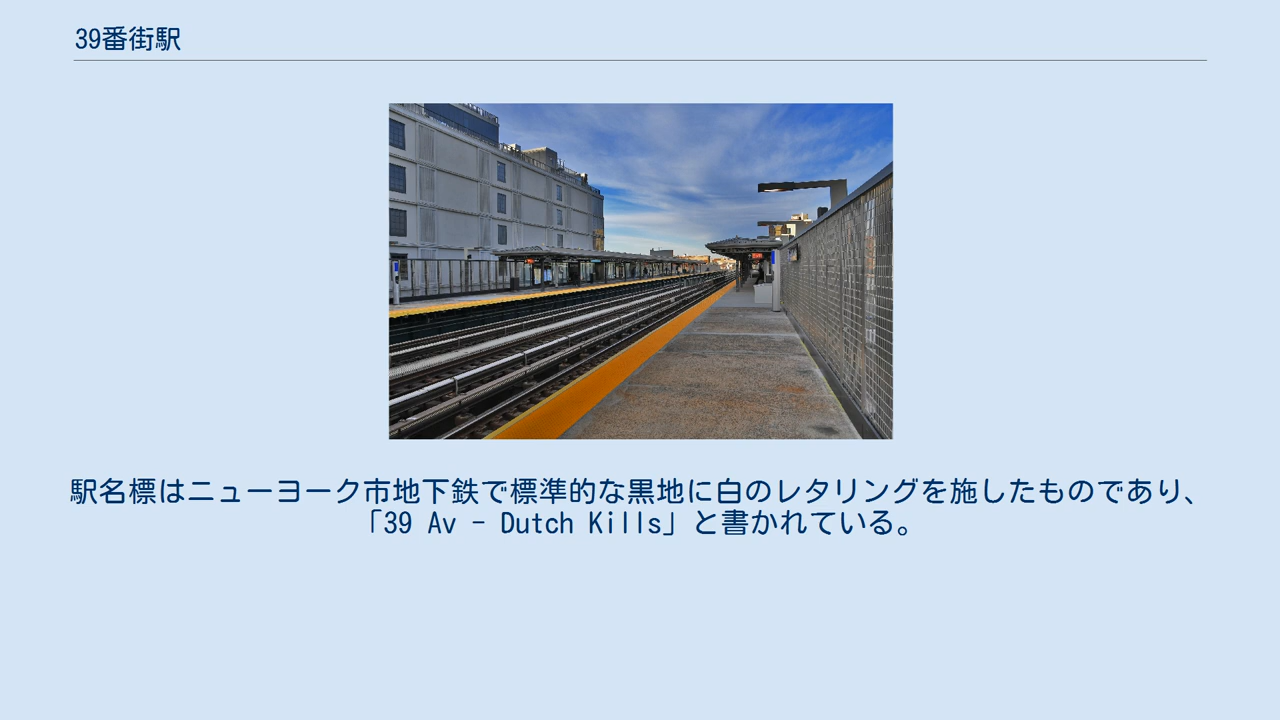 39番街駅
駅名標はニューヨーク市地下鉄で標準的な黒地に白のレタリングを施したものであり、
「39 Av - Dutch Kills」と書かれている。